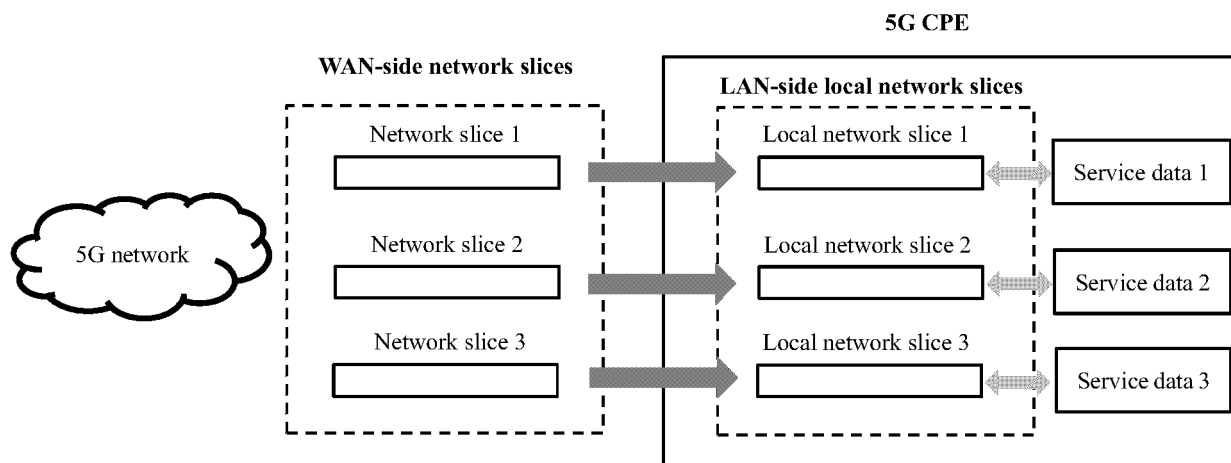 5G CPE
WAN-side network slices
LAN-side local network slices
Network slice 1
Local network slice 1
Service data 1
5G network
Network slice 2
Local network slice 2
Service data 2
Network slice 3
Local network slice 3
Service data 3